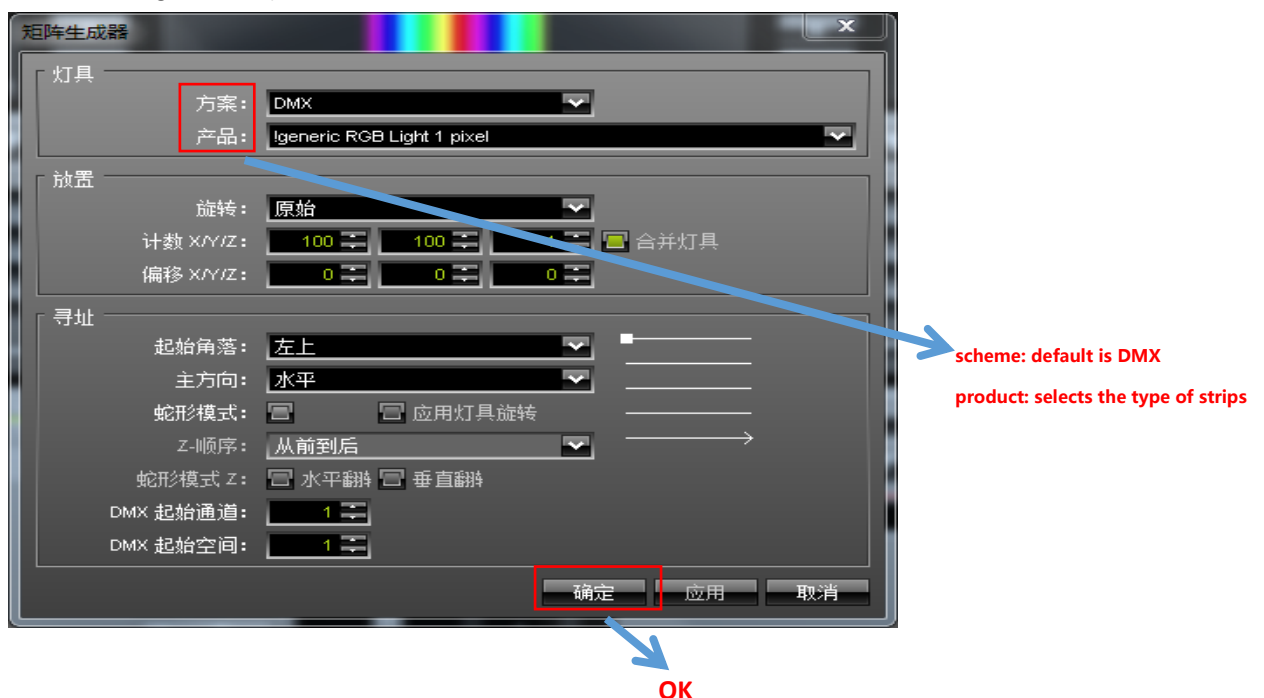 矩阵生成器
灯具
方案: DMX
产品: !generic RGB Light 1 pixel
放置
旋转: 原始
计数 X/Y/Z: 100 100 1 合并灯具
偏移 X/Y/Z: 0 0 0
寻址
起始角落: 左上
主方向: 水平
蛇形模式: 应用灯具旋转
Z-顺序: 从前到后
蛇形模式 Z: 水平翻转 垂直翻转
DMX 起始通道: 1
DMX 起始空间: 1
确定 应用 取消
scheme: default is DMX
product: selects the type of strips
OK